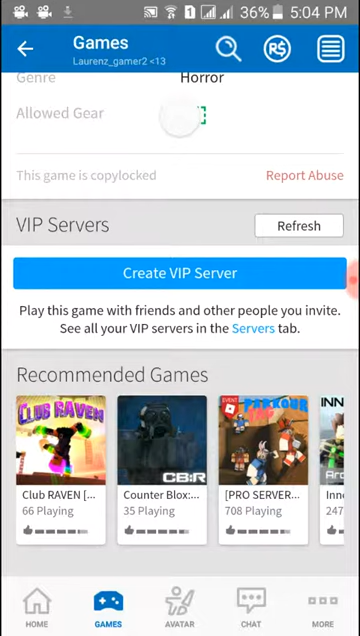 36% 5:04 PM
Games
Laurenz_gamer2 <13
Genre Horror
Allowed Gear
This game is copylocked Report Abuse
VIP Servers Refresh
Create VIP Server
Play this game with friends and other people you invite.
See all your VIP servers in the Servers tab.
Recommended Games
CLUB RAVEN
CB:R
EVENT
PARKOUR
TAG
INN
Club RAVEN [...
Counter Blox:...
[PRO SERVER...
Inn
66 Playing
35 Playing
708 Playing
247
HOME
GAMES
AVATAR
CHAT
MORE